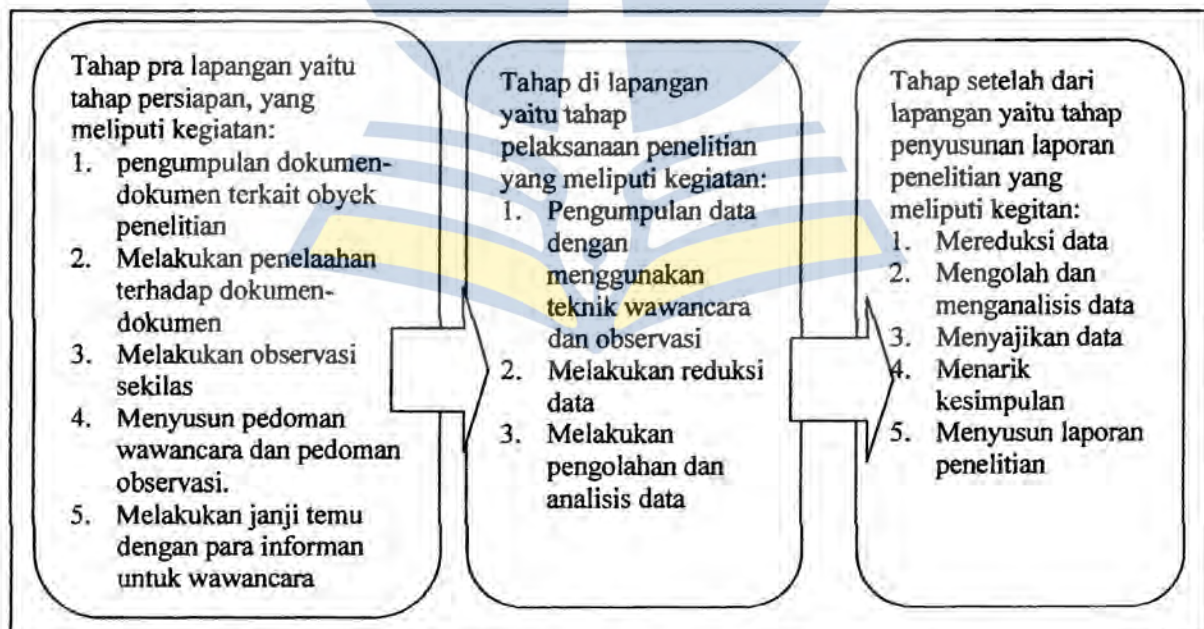 Tahap pra lapangan yaitu
tahap persiapan, yang
meliputi kegiatan:
1. pengumpulan dokumen-
dokumen terkait obyek
penelitian
2. Melakukan penelaahan
terhadap dokumen-
dokumen
3. Melakukan observasi
sekilas
4. Menyusun pedoman
wawancara dan pedoman
observasi.
5. Melakukan janji temu
dengan para informan
untuk wawancara
Tahap di lapangan
yaitu tahap
pelaksanaan penelitian
yang meliputi kegiatan:
1. Pengumpulan data
dengan
menggunakan
teknik wawancara
dan observasi
2. Melakukan reduksi
data
3. Melakukan
pengolahan dan
analisis data
Tahap setelah dari
lapangan yaitu tahap
penyusunan laporan
penelitian yang
meliputi kegitan:
1. Mereduksi data
2. Mengolah dan
menganalisis data
3. Menyajikan data
4. Menarik
kesimpulan
5. Menyusun laporan
penelitian